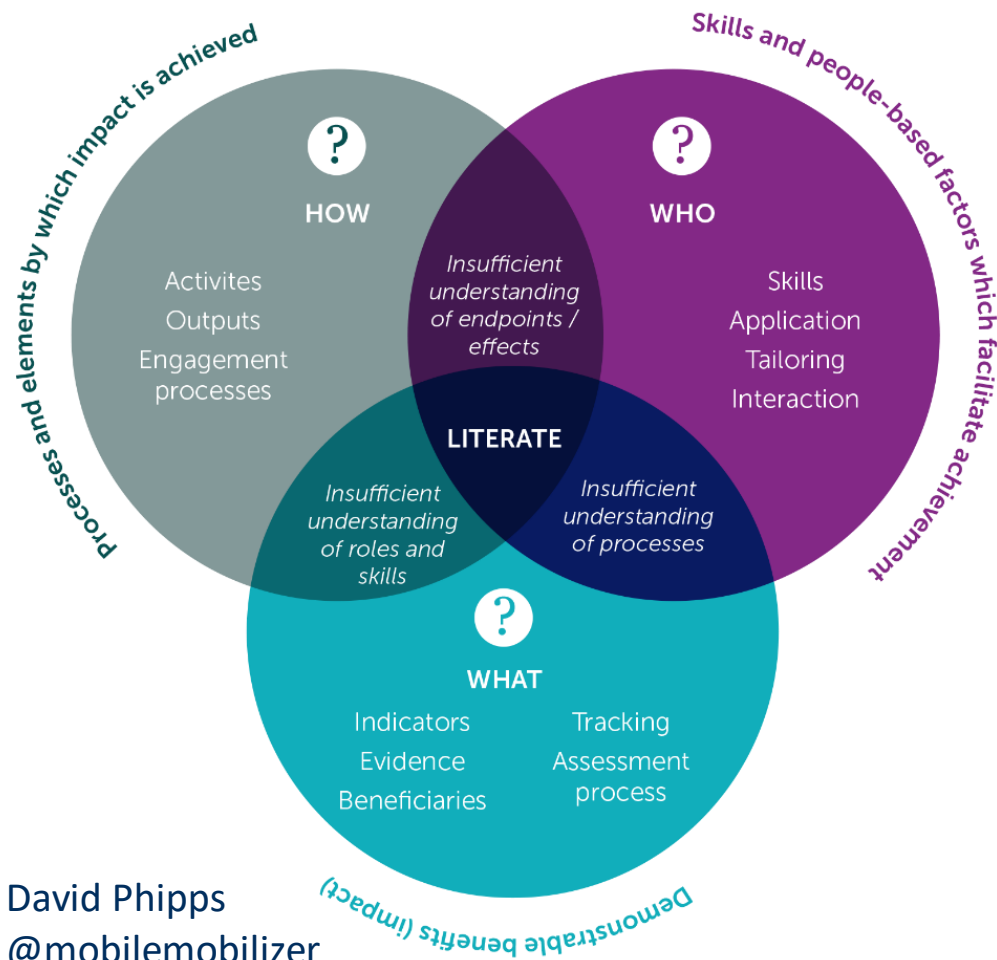 Processes and elements by which impact is achieved
Skills and people-based factors which facilitate achievement
?
HOW
Activites
Outputs
Engagement
processes
?
WHO
Skills
Application
Tailoring
Interaction
Insufficient
understanding
of endpoints /
effects
LITERATE
Insufficient
understanding
of roles and
skills
Insufficient
understanding
of processes
?
WHAT
Indicators
Evidence
Beneficiaries
Tracking
Assessment
process
Demonstrable benefits (impact)
David Phipps
@mobilemobilizer